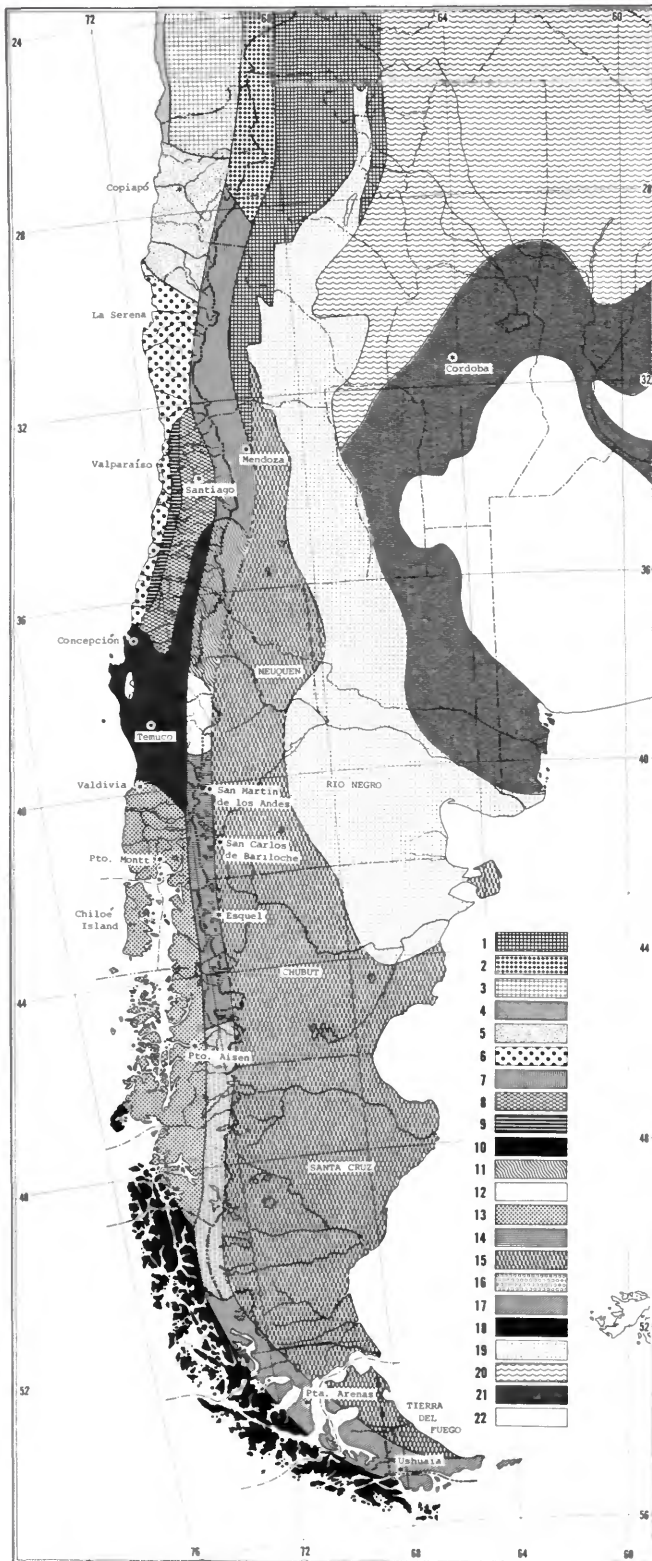 72
68
64
60
24
Copiapó
28
28
La Serena
Cordoba
32
32
Mendoza
Valparaíso
Santiago
36
36
Concepción
NEUQUEN
Temuco
40
Valdivia
San Martin
de los Andes
RIO NEGRO
40
San Carlos
de Bariloche
Pto. Montt
Chiloé
Island
Esquel
44
CHUBUT
44
Pto. Aisen
48
SANTA CRUZ
48
52
52
Pta. Arenas
TIERRA
DEL
FUEGO
Ushuaia
56
76
72
68
64
60
1
2
3
4
5
6
7
8
9
10
11
12
13
14
15
16
17
18
19
20
21
22